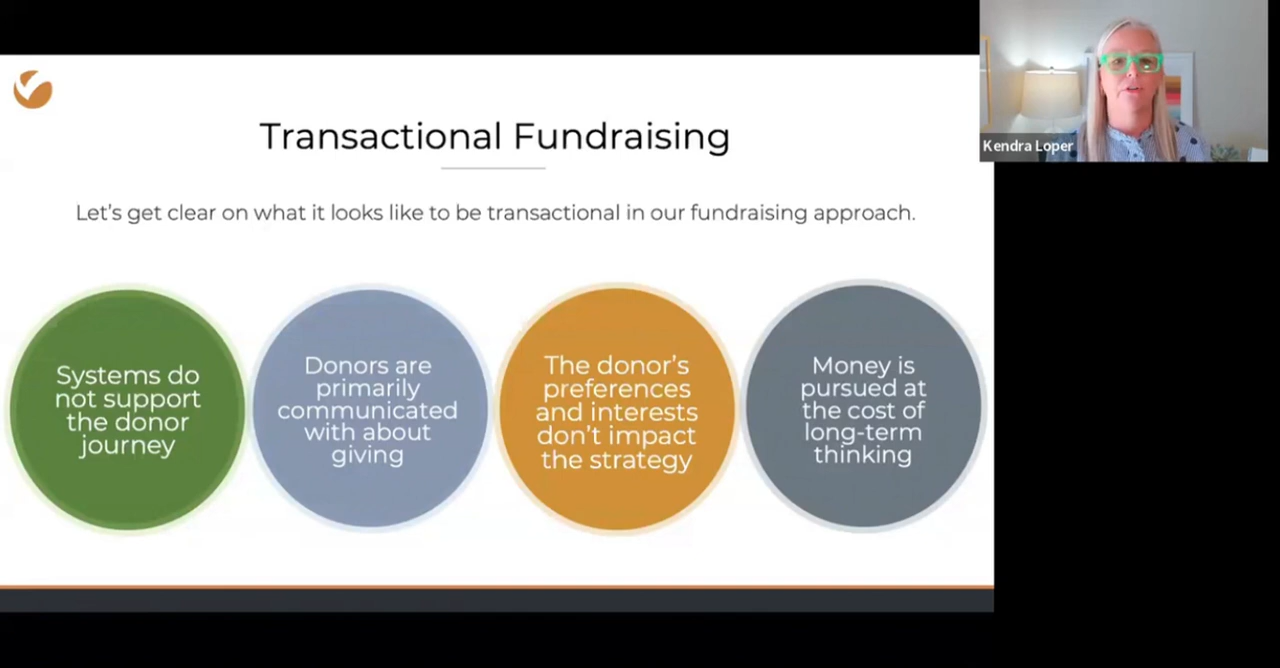 Transactional Fundraising
Let's get clear on what it looks like to be transactional in our fundraising approach.
Systems do
not support
the donor
journey
Donors are
primarily
communicated
with about
giving
The donor's
preferences
and interests
don't impact
the strategy
Money is
pursued at
the cost of
long-term
thinking
Kendra Loper